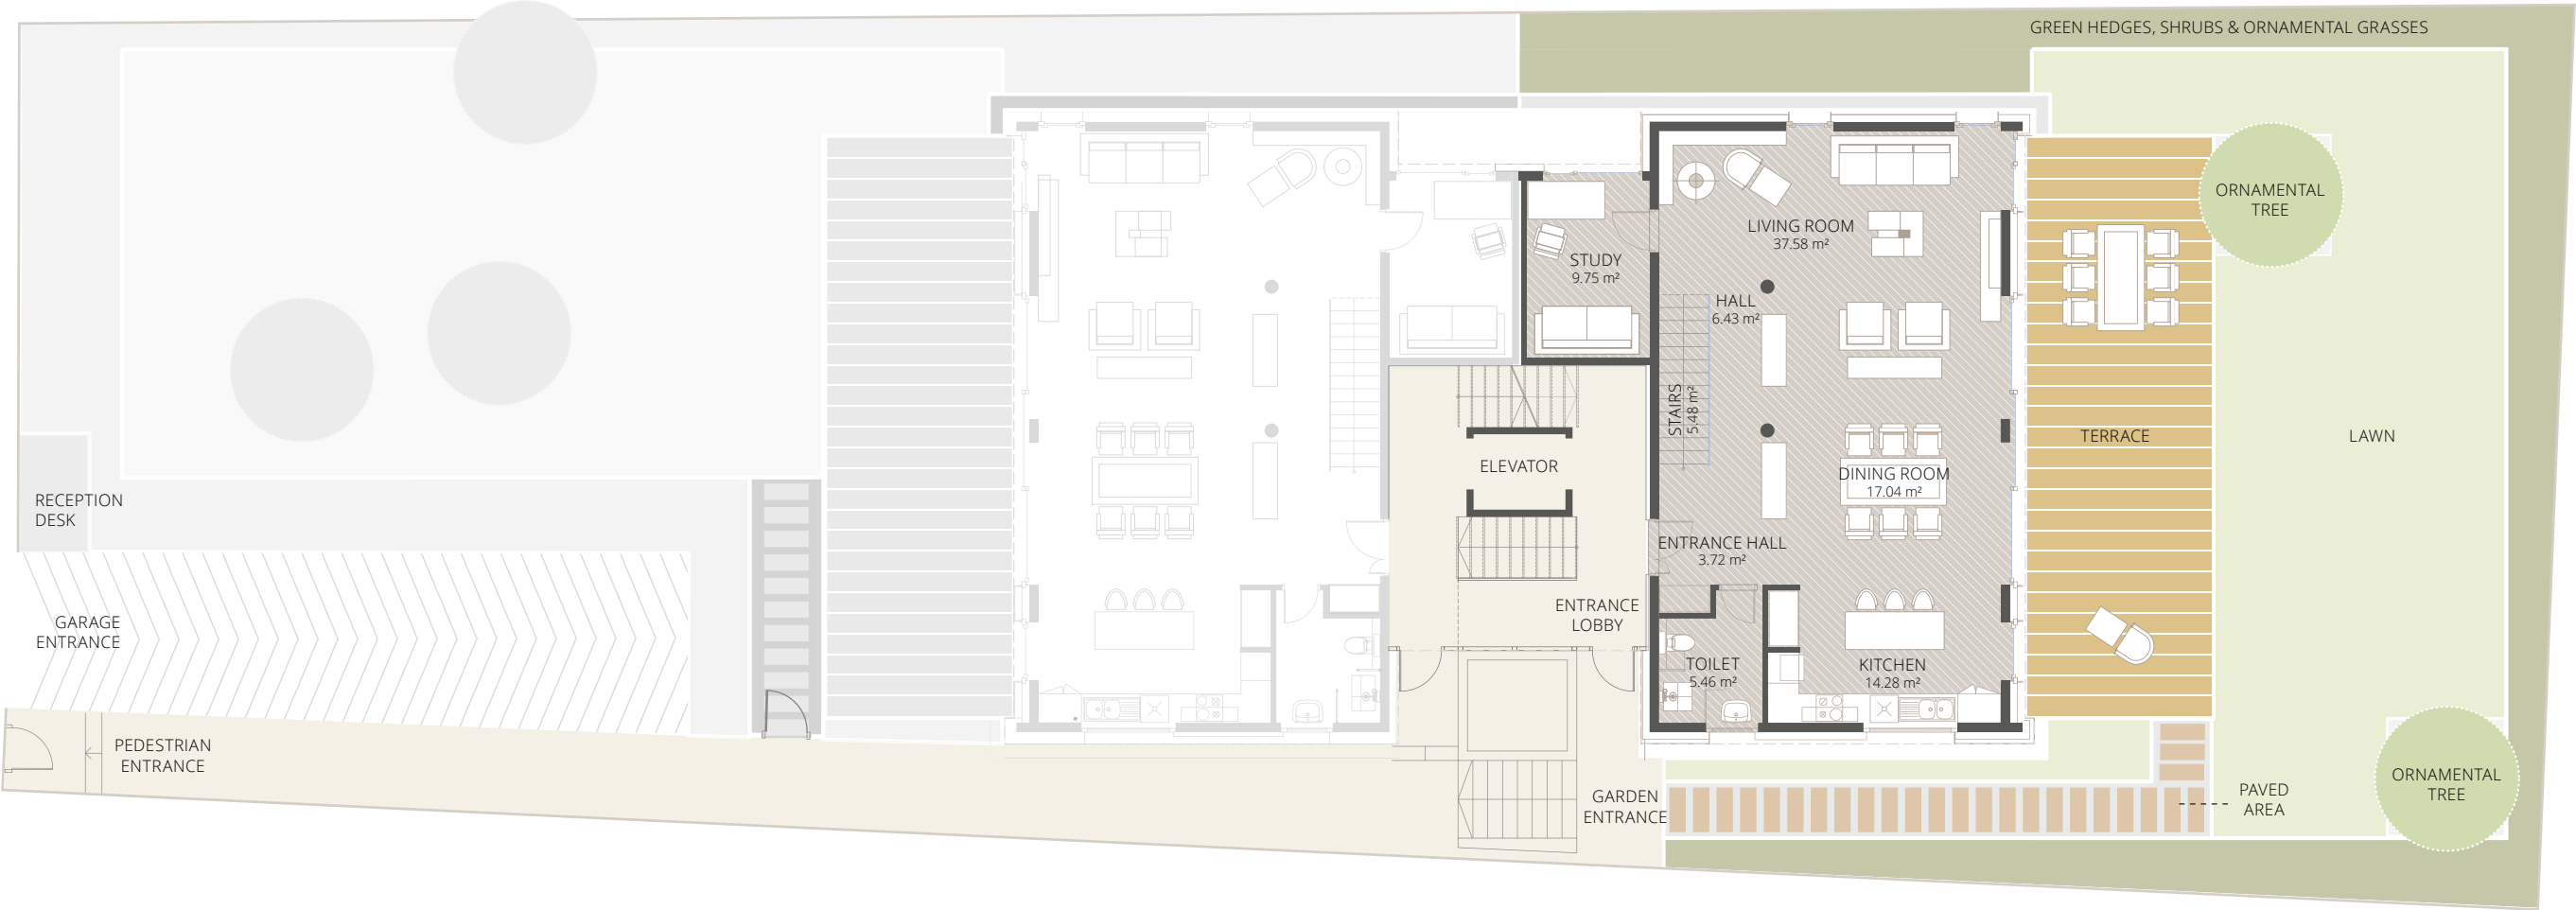 GREEN HEDGES, SHRUBS & ORNAMENTAL GRASSES
ORNAMENTAL
TREE
LIVING ROOM
37.58 m²
STUDY
9.75 m²
HALL
6.43 m²
STAIRS
5.48 m²
TERRACE
LAWN
ELEVATOR
DINING ROOM
17.04 m²
RECEPTION
DESK
ENTRANCE HALL
3.72 m²
ENTRANCE
LOBBY
GARAGE
ENTRANCE
TOILET
5.46 m²
KITCHEN
14.28 m²
PEDESTRIAN
ENTRANCE
GARDEN
ENTRANCE
PAVED
AREA
ORNAMENTAL
TREE